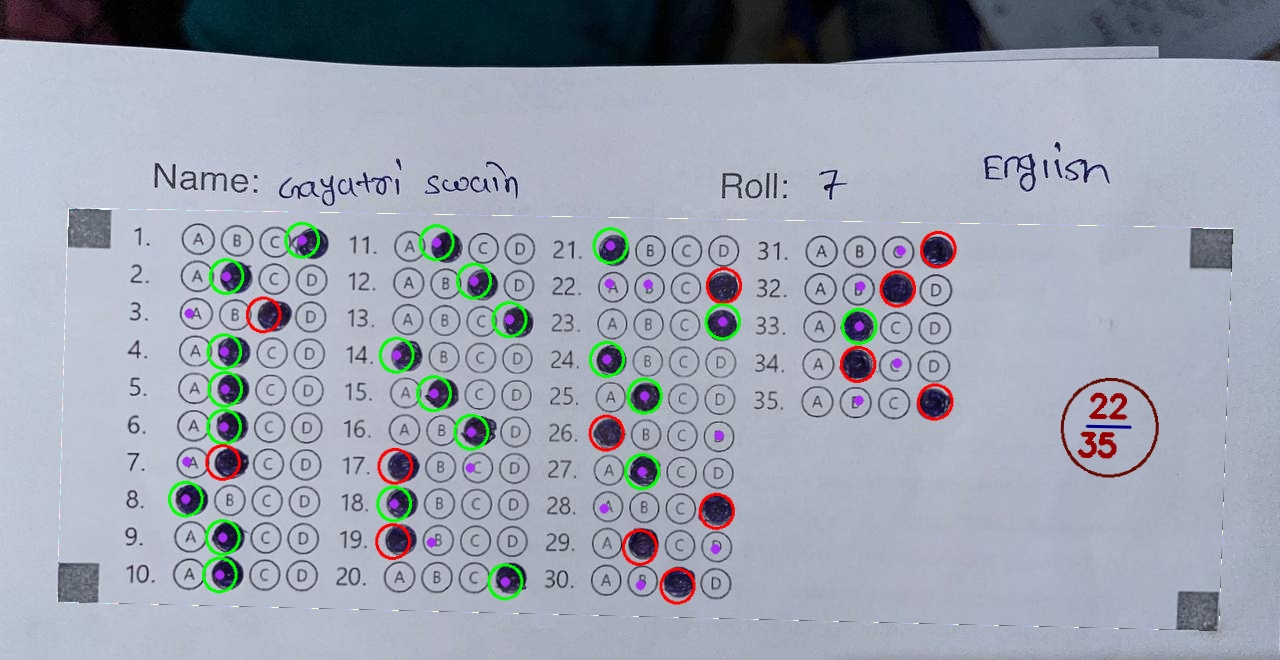 Name: Gayatri swain Roll: 7 English
1. A B C 11. A C D 21. B C D 31. A B C
2. A C D 12. A B D 22. A B C 32. A B D
3. A B D 13. A B C 23. A B C 33. A C D
4. A C D 14. B C D 24. B C D 34. A C D
5. A C D 15. A C D 25. A C D 35. A B C
6. A C D 16. A B D 26. B C D
7. A C D 17. B C D 27. A C D
8. B C D 18. B C D 28. A B C
9. A C D 19. B C D 29. A C D
10. A C D 20. A B C 30. A B D
22
35